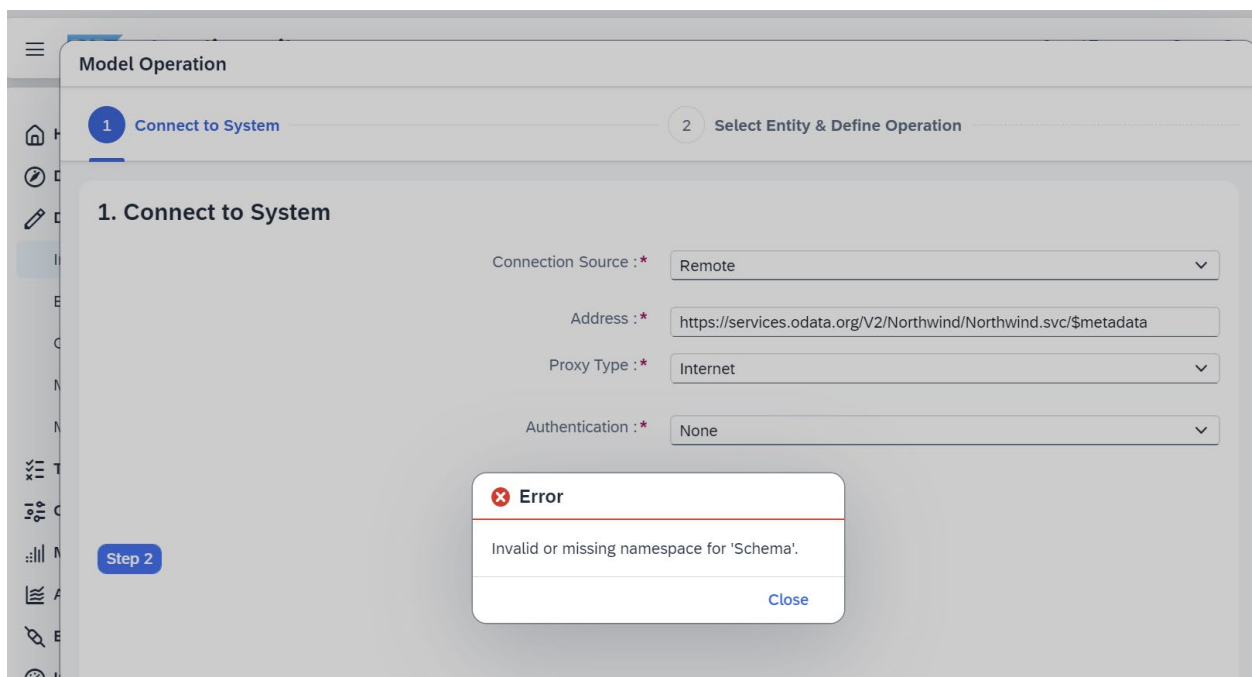 Model Operation
1 Connect to System
2 Select Entity & Define Operation
1. Connect to System
Connection Source :*
Remote
Address :*
https://services.odata.org/V2/Northwind/Northwind.svc/$metadata
Proxy Type :*
Internet
Authentication :*
None
Error
Invalid or missing namespace for 'Schema'.
Close
Step 2